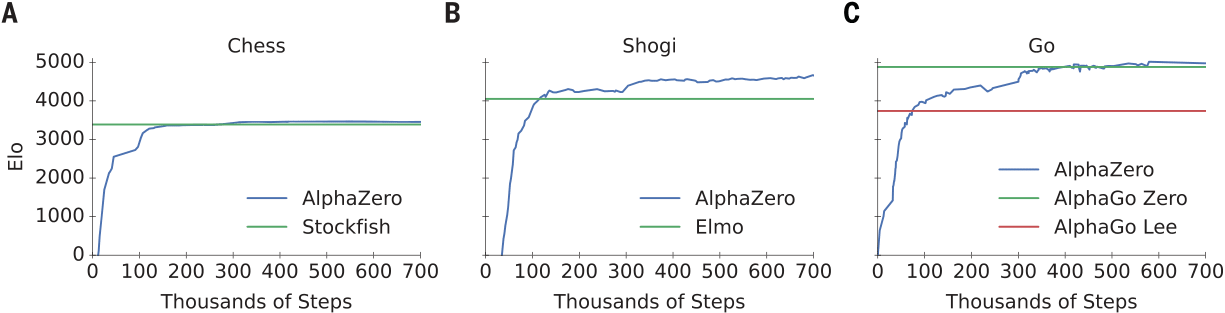 A
Chess
Elo
5000
4000
3000
2000
1000
0
0 100 200 300 400 500 600 700
Thousands of Steps
AlphaZero
Stockfish
B
Shogi
0 100 200 300 400 500 600 700
Thousands of Steps
AlphaZero
Elmo
C
Go
0 100 200 300 400 500 600 700
Thousands of Steps
AlphaZero
AlphaGo Zero
AlphaGo Lee